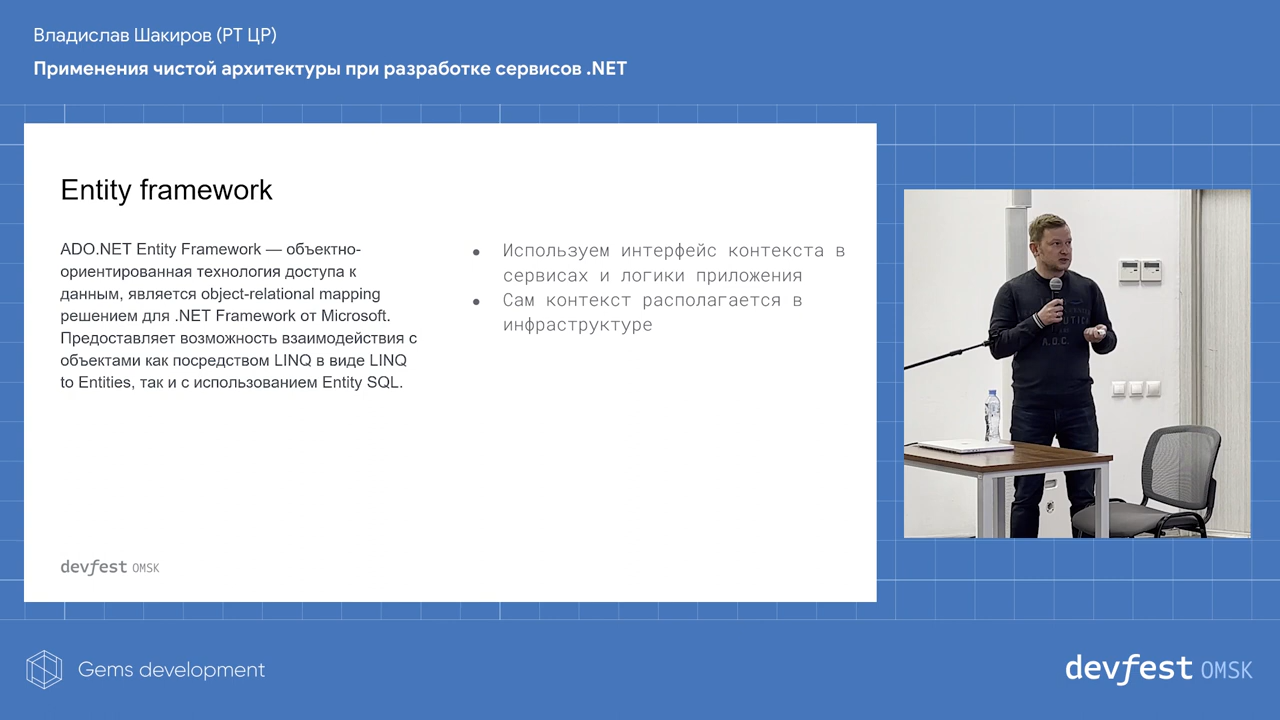 Владислав Шакиров (РТ ЦР)
Применения чистой архитектуры при разработке сервисов .NET
Entity framework
ADO.NET Entity Framework — объектно-
ориентированная технология доступа к
данным, является object-relational mapping
решением для .NET Framework от Microsoft.
Предоставляет возможность взаимодействия с
объектами как посредством LINQ в виде LINQ
to Entities, так и с использованием Entity SQL.
● Используем интерфейс контекста в
сервисах и логики приложения
● Сам контекст располагается в
инфраструктуре
devfest OMSK
A.O.C.
Gems development
devfest OMSK